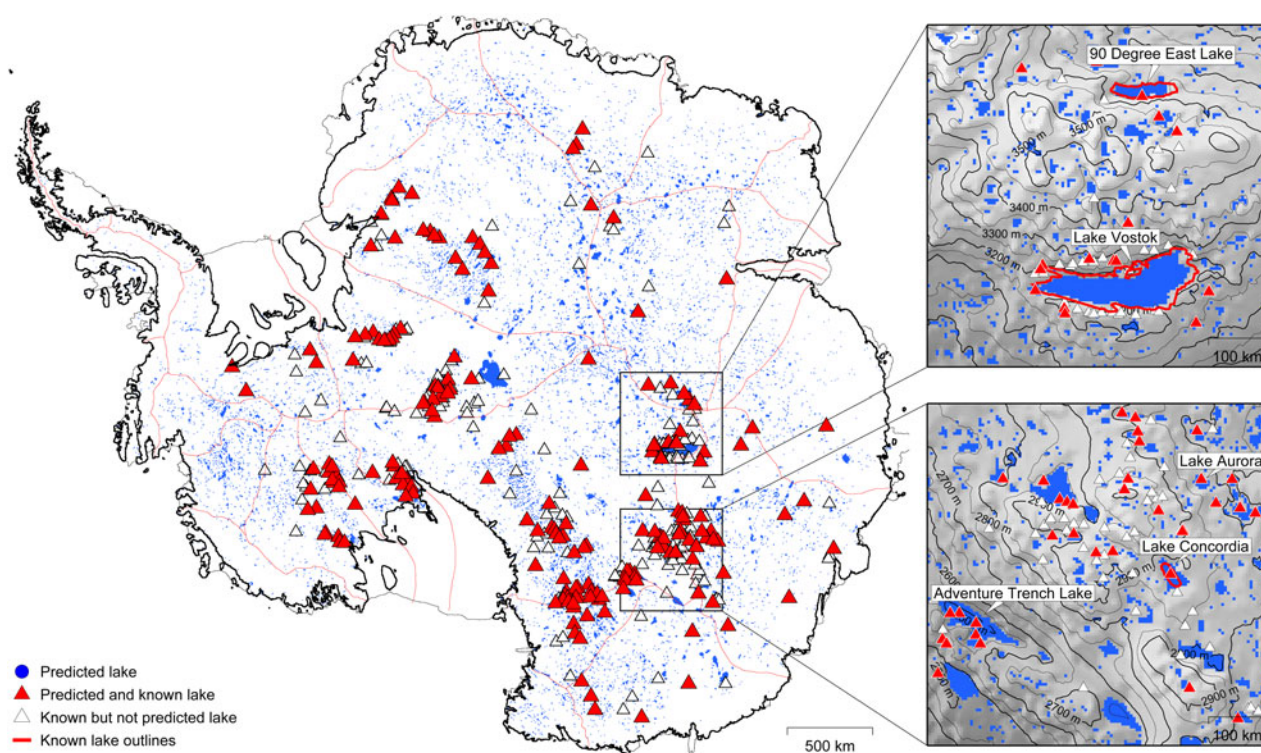 90 Degree East Lake
3500 m
3500 m
3400 m
3300 m
3200 m
Lake Vostok
100 km
Lake Aurora
2700 m
2800 m
Lake Concordia
Adventure Trench Lake
2700 m
2900 m
100 km
Predicted lake
Predicted and known lake
Known but not predicted lake
Known lake outlines
500 km